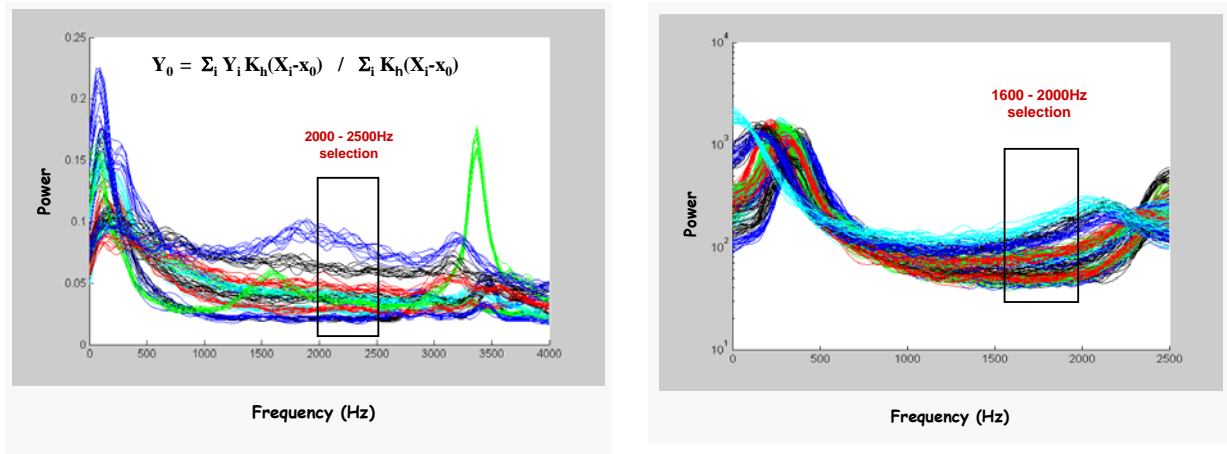 0.25
0.2
0.15
0.1
0.05
0
Power
Y₀ = Σᵢ Yᵢ Kₕ(Xᵢ-x₀) / Σᵢ Kₕ(Xᵢ-x₀)
2000 - 2500Hz
selection
0 500 1000 1500 2000 2500 3000 3500 4000
Frequency (Hz)
10⁴
10³
10²
10¹
Power
1600 - 2000Hz
selection
0 500 1000 1500 2000 2500
Frequency (Hz)